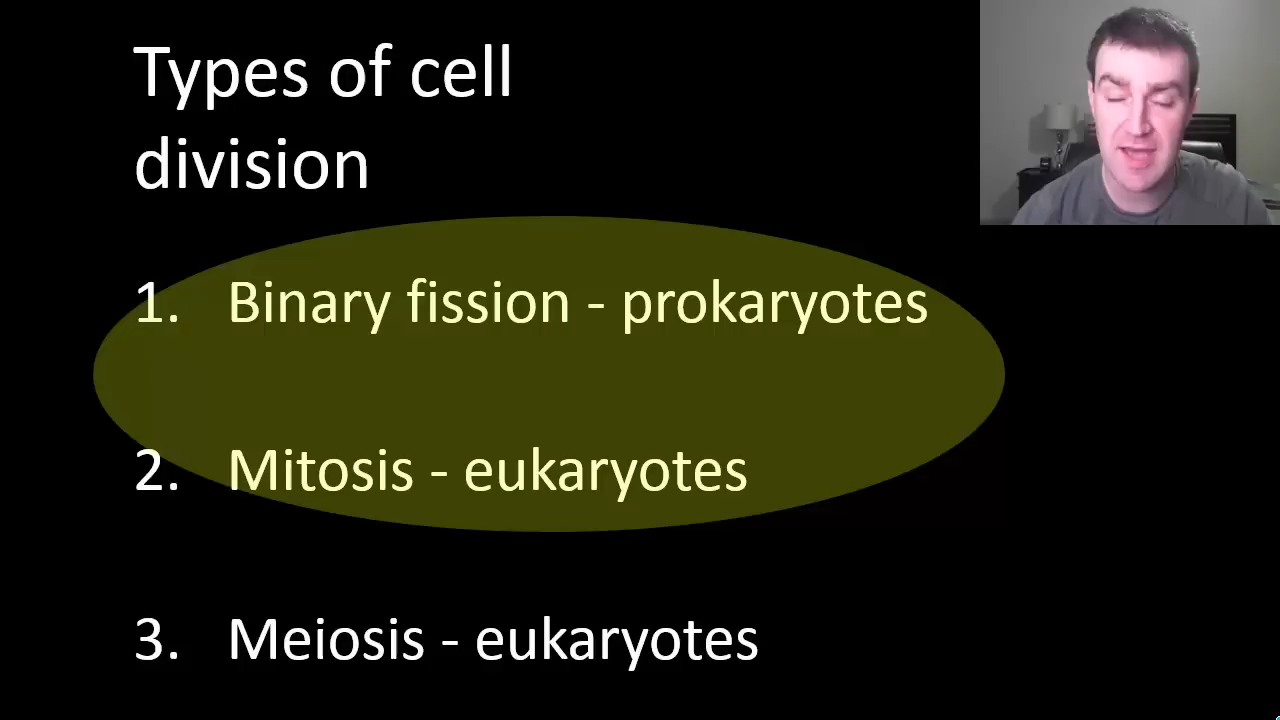 Types of cell
division
1. Binary fission - prokaryotes
2. Mitosis - eukaryotes
3. Meiosis - eukaryotes